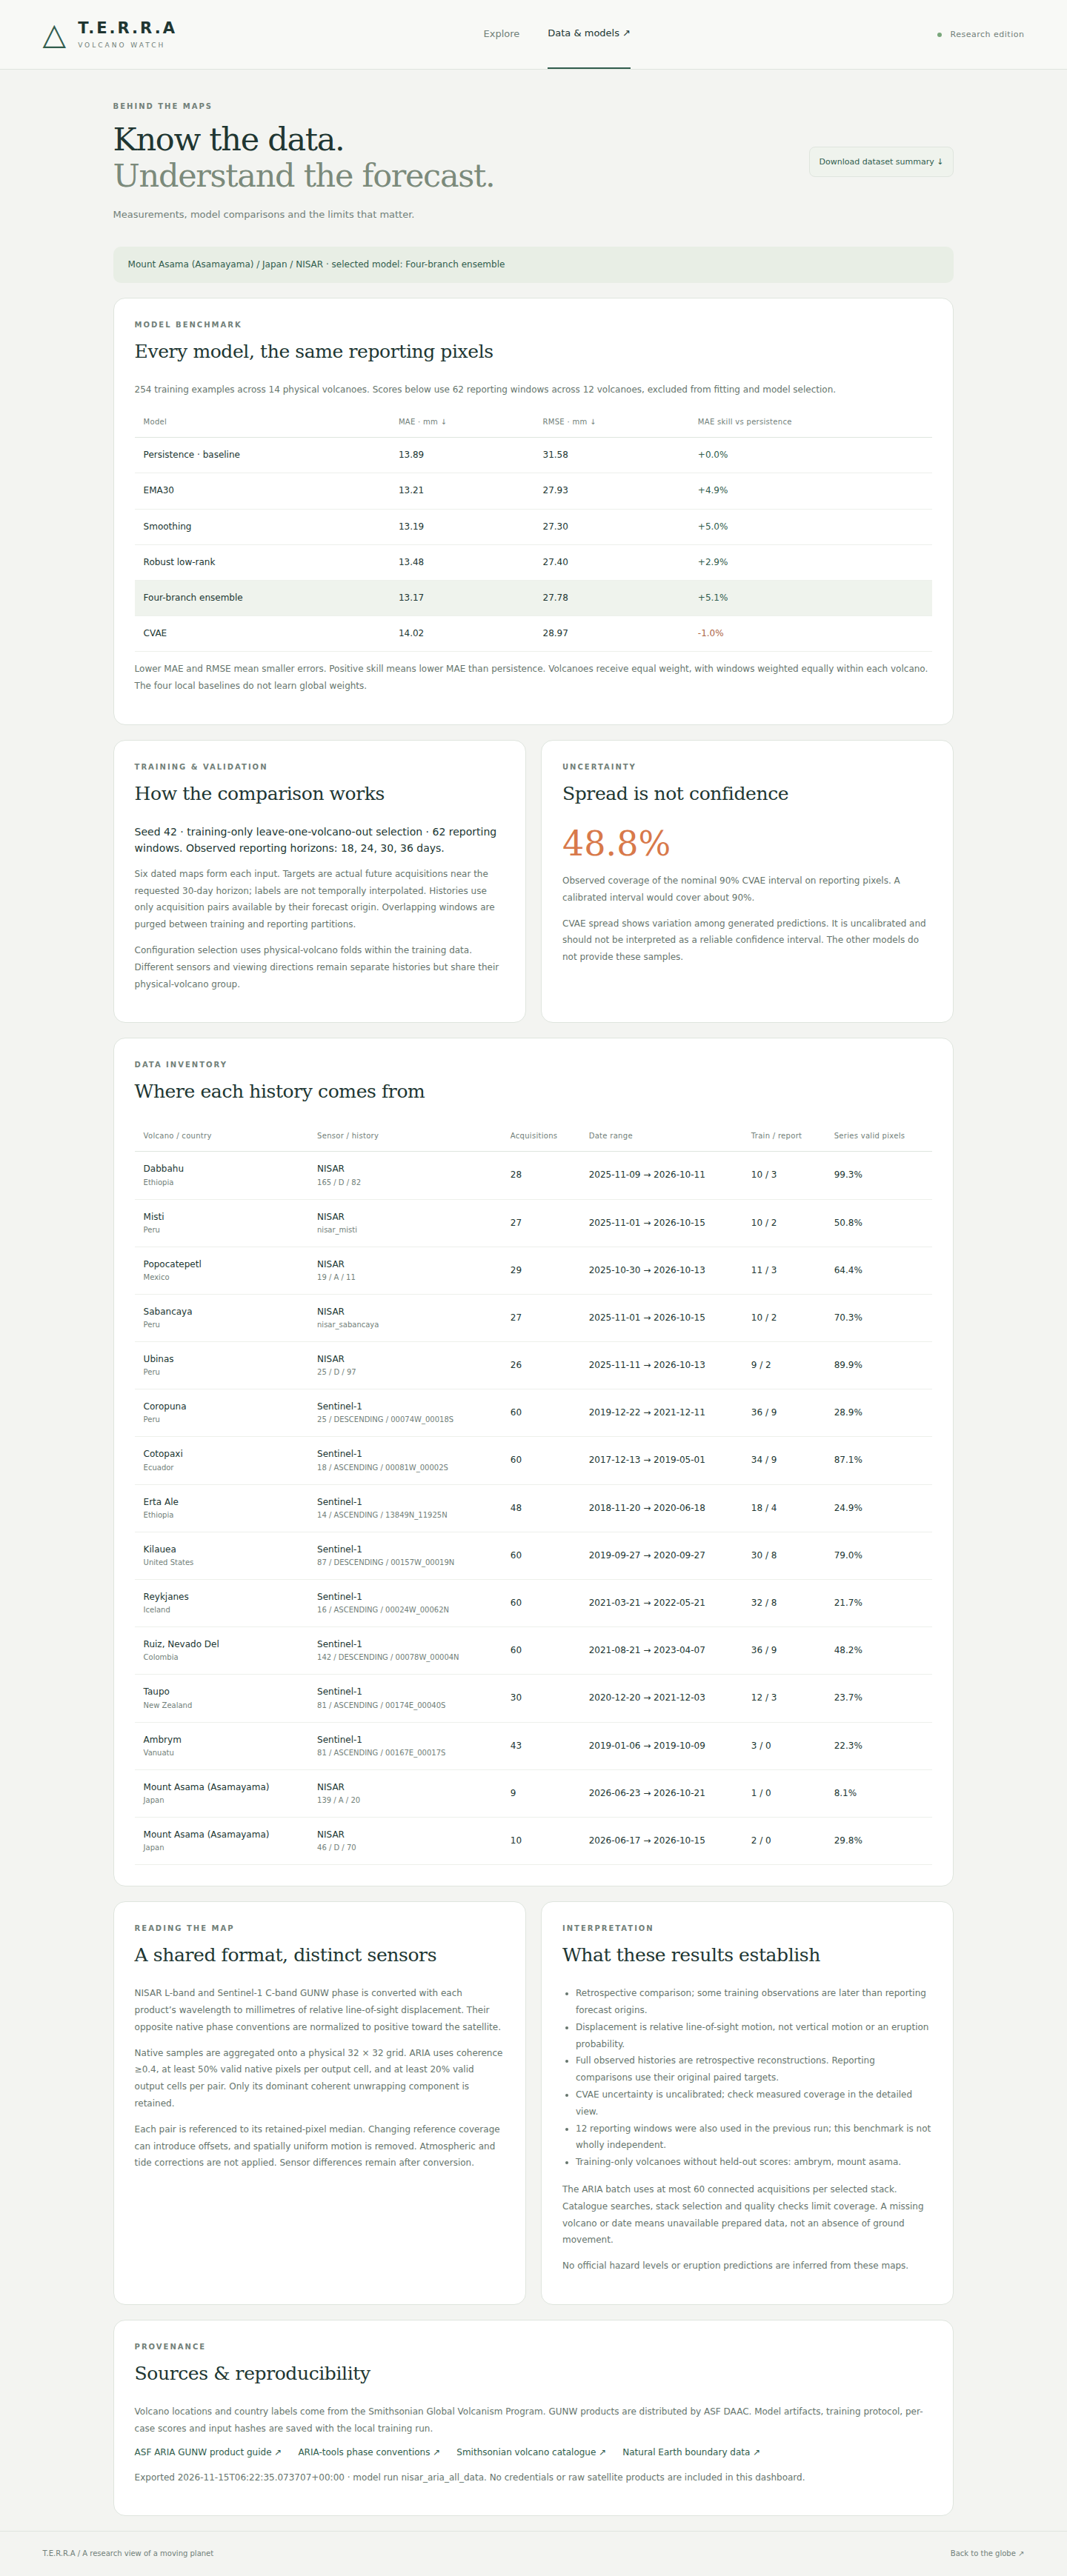 T.E.R.R.A
VOLCANO WATCH
Explore
Data & models ↗
Research edition
BEHIND THE MAPS
Know the data.
Understand the forecast.
Measurements, model comparisons and the limits that matter.
Download dataset summary ↓
Mount Asama (Asamayama) / Japan / NISAR · selected model: Four-branch ensemble
MODEL BENCHMARK
Every model, the same reporting pixels
254 training examples across 14 physical volcanoes. Scores below use 62 reporting windows across 12 volcanoes, excluded from fitting and model selection.
Model MAE · mm ↓ RMSE · mm ↓ MAE skill vs persistence
Persistence · baseline 13.89 31.58 +0.0%
EMA30 13.21 27.93 +4.9%
Smoothing 13.19 27.30 +5.0%
Robust low-rank 13.48 27.40 +2.9%
Four-branch ensemble 13.17 27.78 +5.1%
CVAE 14.02 28.97 -1.0%
Lower MAE and RMSE mean smaller errors. Positive skill means lower MAE than persistence. Volcanoes receive equal weight, with windows weighted equally within each volcano.
The four local baselines do not learn global weights.
TRAINING & VALIDATION
How the comparison works
Seed 42 · training-only leave-one-volcano-out selection · 62 reporting
windows. Observed reporting horizons: 18, 24, 30, 36 days.
Six dated maps form each input. Targets are actual future acquisitions near the
requested 30-day horizon; labels are not temporally interpolated. Histories use
only acquisition pairs available by their forecast origin. Overlapping windows are
purged between training and reporting partitions.
Configuration selection uses physical-volcano folds within the training data.
Different sensors and viewing directions remain separate histories but share their
physical-volcano group.
UNCERTAINTY
Spread is not confidence
48.8%
Observed coverage of the nominal 90% CVAE interval on reporting pixels. A
calibrated interval would cover about 90%.
CVAE spread shows variation among generated predictions. It is uncalibrated and
should not be interpreted as a reliable confidence interval. The other models do
not provide these samples.
DATA INVENTORY
Where each history comes from
Volcano / country Sensor / history Acquisitions Date range Train / report Series valid pixels
Dabbahu NISAR 28 2025-11-09 → 2026-10-11 10 / 3 99.3%
Ethiopia 165 / D / 82
Misti NISAR 27 2025-11-01 → 2026-10-15 10 / 2 50.8%
Peru nisar_misti
Popocatepetl NISAR 29 2025-10-30 → 2026-10-13 11 / 3 64.4%
Mexico 19 / A / 11
Sabancaya NISAR 27 2025-11-01 → 2026-10-15 10 / 2 70.3%
Peru nisar_sabancaya
Ubinas NISAR 26 2025-11-11 → 2026-10-13 9 / 2 89.9%
Peru 25 / D / 97
Coropuna Sentinel-1 60 2019-12-22 → 2021-12-11 36 / 9 28.9%
Peru 25 / DESCENDING / 00074W_00018S
Cotopaxi Sentinel-1 60 2017-12-13 → 2019-05-01 34 / 9 87.1%
Ecuador 18 / ASCENDING / 00081W_00002S
Erta Ale Sentinel-1 48 2018-11-20 → 2020-06-18 18 / 4 24.9%
Ethiopia 14 / ASCENDING / 13849N_11925N
Kilauea Sentinel-1 60 2019-09-27 → 2020-09-27 30 / 8 79.0%
United States 87 / DESCENDING / 00157W_00019N
Reykjanes Sentinel-1 60 2021-03-21 → 2022-05-21 32 / 8 21.7%
Iceland 16 / ASCENDING / 00024W_00062N
Ruiz, Nevado Del Sentinel-1 60 2021-08-21 → 2023-04-07 36 / 9 48.2%
Colombia 142 / DESCENDING / 00078W_00004N
Taupo Sentinel-1 30 2020-12-20 → 2021-12-03 12 / 3 23.7%
New Zealand 81 / ASCENDING / 00174E_00040S
Ambrym Sentinel-1 43 2019-01-06 → 2019-10-09 3 / 0 22.3%
Vanuatu 81 / ASCENDING / 00167E_00017S
Mount Asama (Asamayama) NISAR 9 2026-06-23 → 2026-10-21 1 / 0 8.1%
Japan 139 / A / 20
Mount Asama (Asamayama) NISAR 10 2026-06-17 → 2026-10-15 2 / 0 29.8%
Japan 46 / D / 70
READING THE MAP
A shared format, distinct sensors
NISAR L-band and Sentinel-1 C-band GUNW phase is converted with each
product's wavelength to millimetres of relative line-of-sight displacement. Their
opposite native phase conventions are normalized to positive toward the satellite.
Native samples are aggregated onto a physical 32 × 32 grid. ARIA uses coherence
≥0.4, at least 50% valid native pixels per output cell, and at least 20% valid
output cells per pair. Only its dominant coherent unwrapping component is
retained.
Each pair is referenced to its retained-pixel median. Changing reference coverage
can introduce offsets, and spatially uniform motion is removed. Atmospheric and
tide corrections are not applied. Sensor differences remain after conversion.
INTERPRETATION
What these results establish
• Retrospective comparison; some training observations are later than reporting
forecast origins.
• Displacement is relative line-of-sight motion, not vertical motion or an eruption
probability.
• Full observed histories are retrospective reconstructions. Reporting
comparisons use their original paired targets.
• CVAE uncertainty is uncalibrated; check measured coverage in the detailed
view.
• 12 reporting windows were also used in the previous run; this benchmark is not
wholly independent.
• Training-only volcanoes without held-out scores: ambrym, mount asama.
The ARIA batch uses at most 60 connected acquisitions per selected stack.
Catalogue searches, stack selection and quality checks limit coverage. A missing
volcano or date means unavailable prepared data, not an absence of ground
movement.
No official hazard levels or eruption predictions are inferred from these maps.
PROVENANCE
Sources & reproducibility
Volcano locations and country labels come from the Smithsonian Global Volcanism Program. GUNW products are distributed by ASF DAAC. Model artifacts, training protocol, per-
case scores and input hashes are saved with the local training run.
ASF ARIA GUNW product guide ↗ ARIA-tools phase conventions ↗ Smithsonian volcano catalogue ↗ Natural Earth boundary data ↗
Exported 2026-11-15T06:22:35.073707+00:00 · model run nisar_aria_all_data. No credentials or raw satellite products are included in this dashboard.
T.E.R.R.A / A research view of a moving planet
Back to the globe ↗